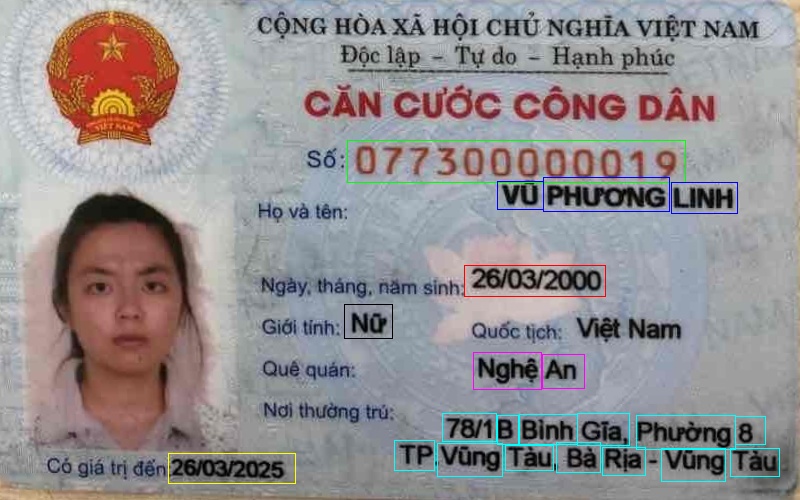 CỘNG HÒA XÃ HỘI CHỦ NGHĨA VIỆT NAM
Độc lập - Tự do - Hạnh phúc
CĂN CƯỚC CÔNG DÂN
Số: 077300000019
VŨ PHƯƠNG LINH
Họ và tên:
Ngày, tháng, năm sinh: 26/03/2000
Giới tính: Nữ Quốc tịch: Việt Nam
Quê quán: Nghệ An
Nơi thường trú:
78/1B Bình Gĩa, Phường 8
TP. Vũng Tàu, Bà Rịa - Vũng Tàu
Có giá trị đến: 26/03/2025
VIỆT NAM